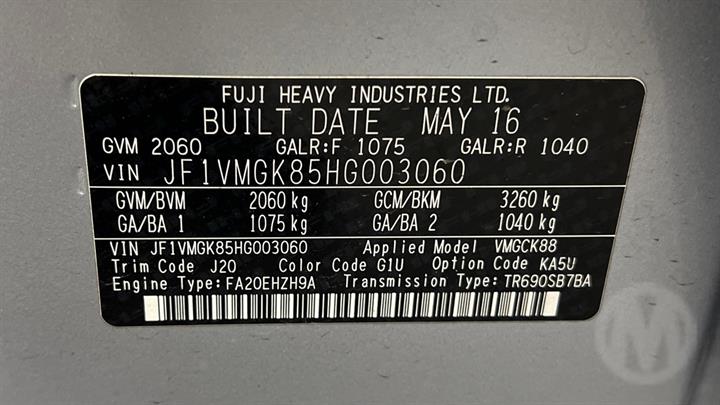 FUJI HEAVY INDUSTRIES LTD.
BUILT DATE MAY 16
GVM 2060 GALR:F 1075 GALR:R 1040
VIN JF1VMGK85HG003060
GVM/BVM 2060 kg GCM/BKM 3260 kg
GA/BA 1 1075 kg GA/BA 2 1040 kg
VIN JF1VMGK85HG003060 Applied Model VMGCK88
Trim Code J20 Color Code G1U Option Code KA5U
Engine Type: FA20EHZH9A Transmission Type: TR690SB7BA
M